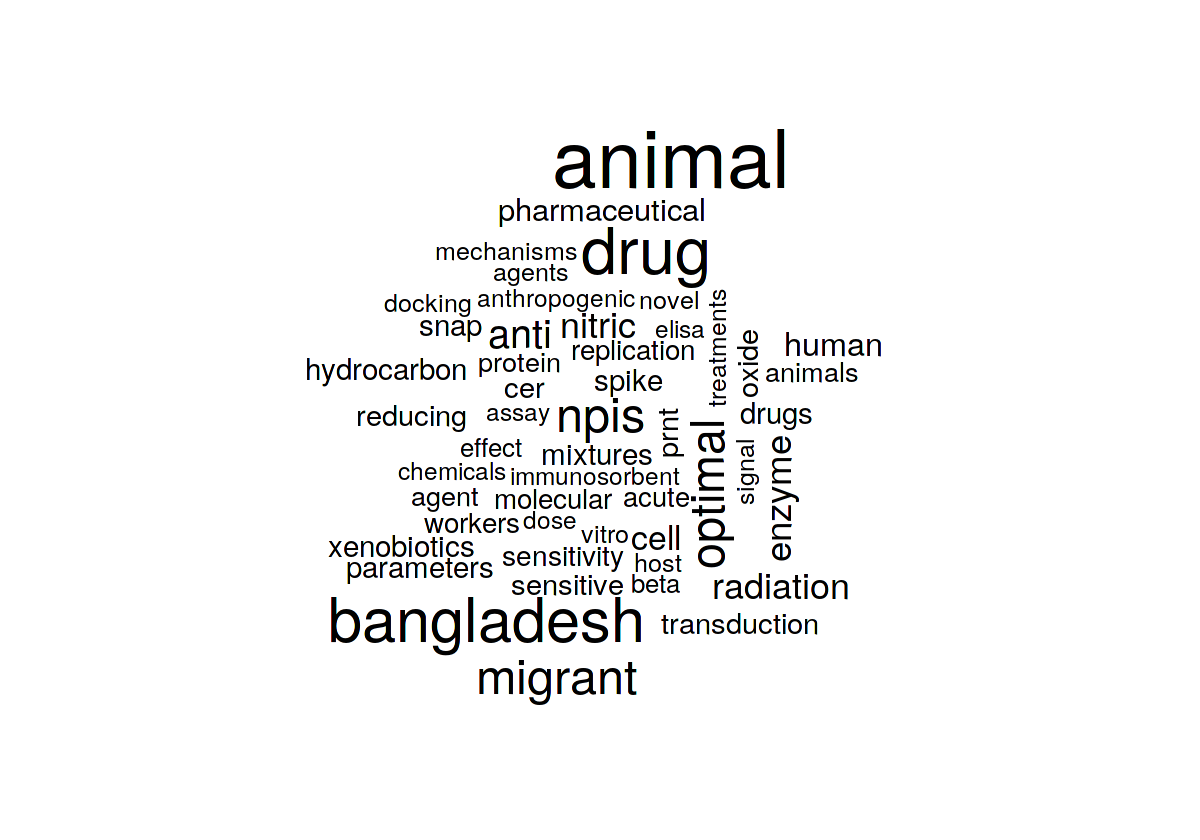 animal
pharmaceutical
drug
mechanisms
agents
docking
anthropogenic
novel
treatments
snap
anti
nitric
elisa
oxide
human
replication
hydrocarbon
protein
animals
cer
spike
reducing
assay
npis
prnt
drugs
optimal
effect
mixtures
signal
enzyme
chemicals
immunosorbent
agent
molecular
acute
workers
dose
vitro
cell
xenobiotics
sensitivity
host
parameters
sensitive
beta
radiation
bangladesh
transduction
migrant